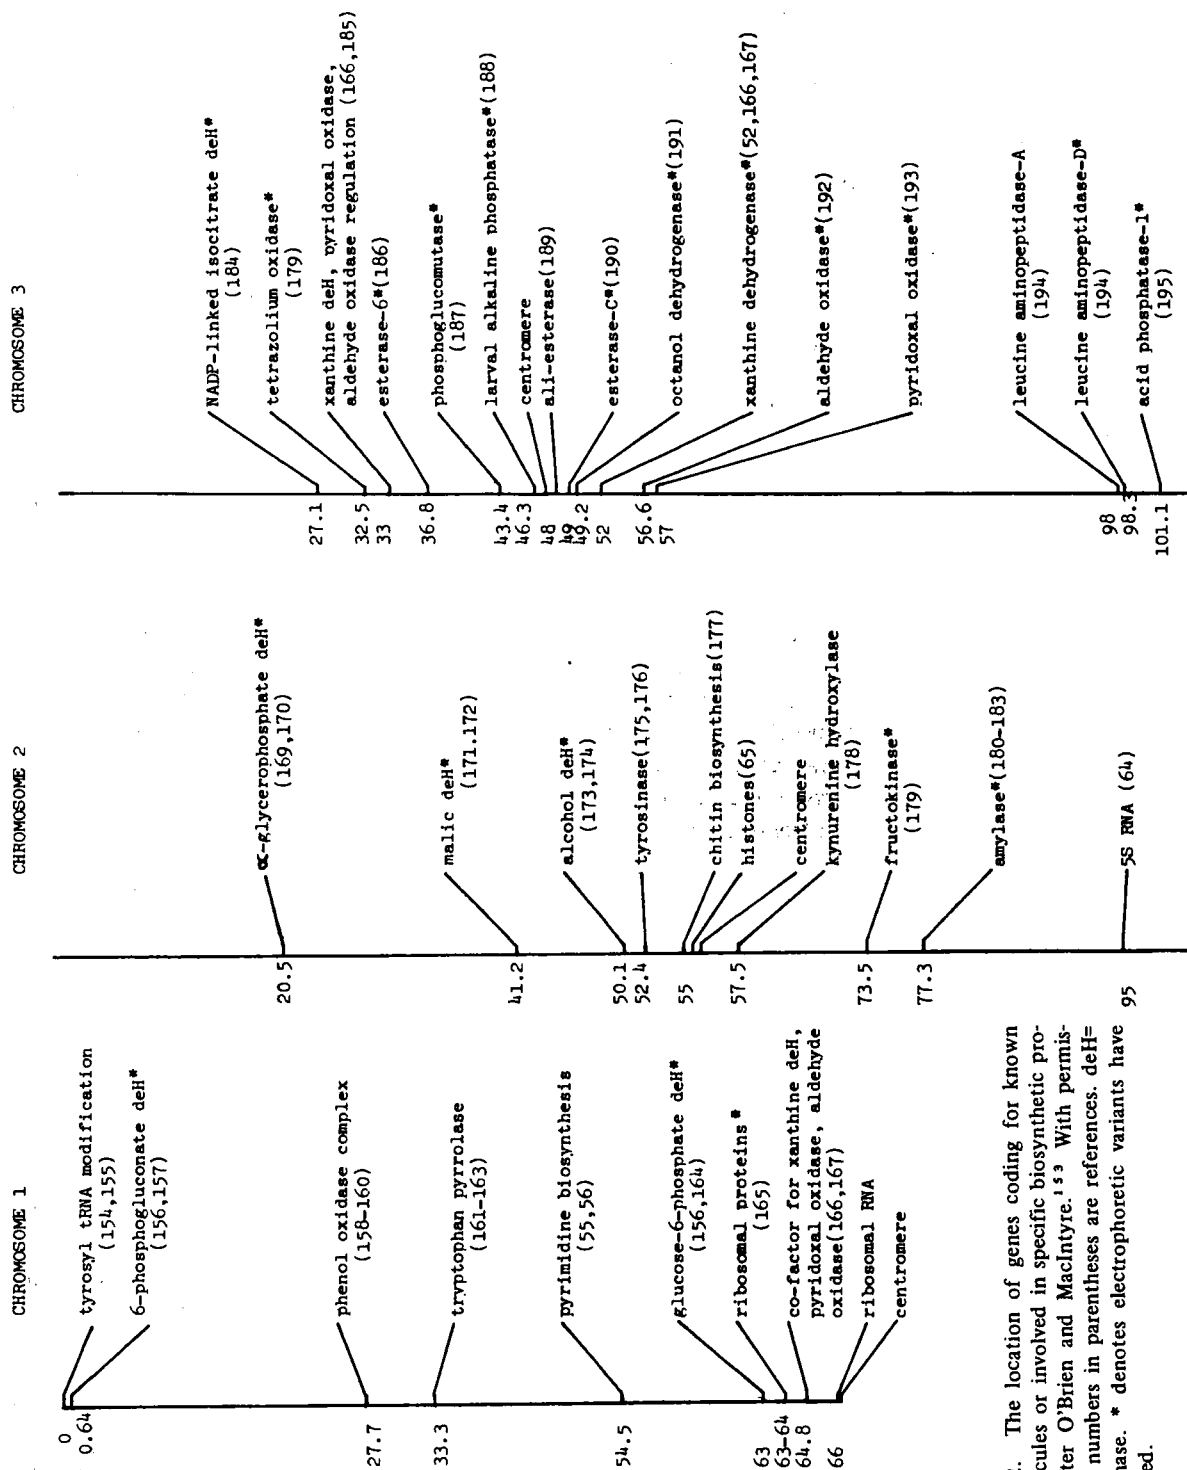 CHROMOSOME 1
0
0.64
27.7
33.3
54.5
63
63-64
64.8
66
tyrosyl tRNA modification
(154,155)
6-phosphogluconate deH*
(156,157)
phenol oxidase complex
(158-160)
tryptophan pyrrolase
(161-163)
pyrimidine biosynthesis
(55,56)
glucose-6-phosphate deH*
(156,164)
ribosomal proteins*
(165)
co-factor for xanthine deH,
pyridoxal oxidase, aldehyde
oxidase(166,167)
ribosomal RNA
centromere
CHROMOSOME 2
20.5
41.2
50.1
52.4
55
57.5
73.5
77.3
95
α-glycerophosphate deH*
(169,170)
malic deH*
(171.172)
alcohol deH*
(173,174)
tyrosinase(175,176)
chitin biosynthesis(177)
histones(65)
centromere
kynurenine hydroxylase
(178)
fructokinase*
(179)
amylase*(180-183)
5S RNA (64)
CHROMOSOME 3
27.1
32.5
33
36.8
43.4
46.3
48
49
49.2
52
56.6
57
98
98.3
101.1
NADP-linked isocitrate deH*
(184)
tetrazolium oxidase*
(179)
xanthine deH, pyridoxal oxidase,
aldehyde oxidase regulation (166,185)
esterase-6*(186)
phosphoglucomutase*
(187)
larval alkaline phosphatase*(188)
centromere
ali-esterase(189)
esterase-C*(190)
octanol dehydrogenase*(191)
xanthine dehydrogenase*(52,166,167)
aldehyde oxidase*(192)
pyridoxal oxidase*(193)
leucine aminopeptidase-A
(194)
leucine aminopeptidase-D*
(194)
acid phosphatase-1*
(195)
. The location of genes coding for known
cules or involved in specific biosynthetic pro-
ter O'Brien and MacIntyre.¹⁵³ With permis-
numbers in parentheses are references. deH=
nase. * denotes electrophoretic variants have
ed.